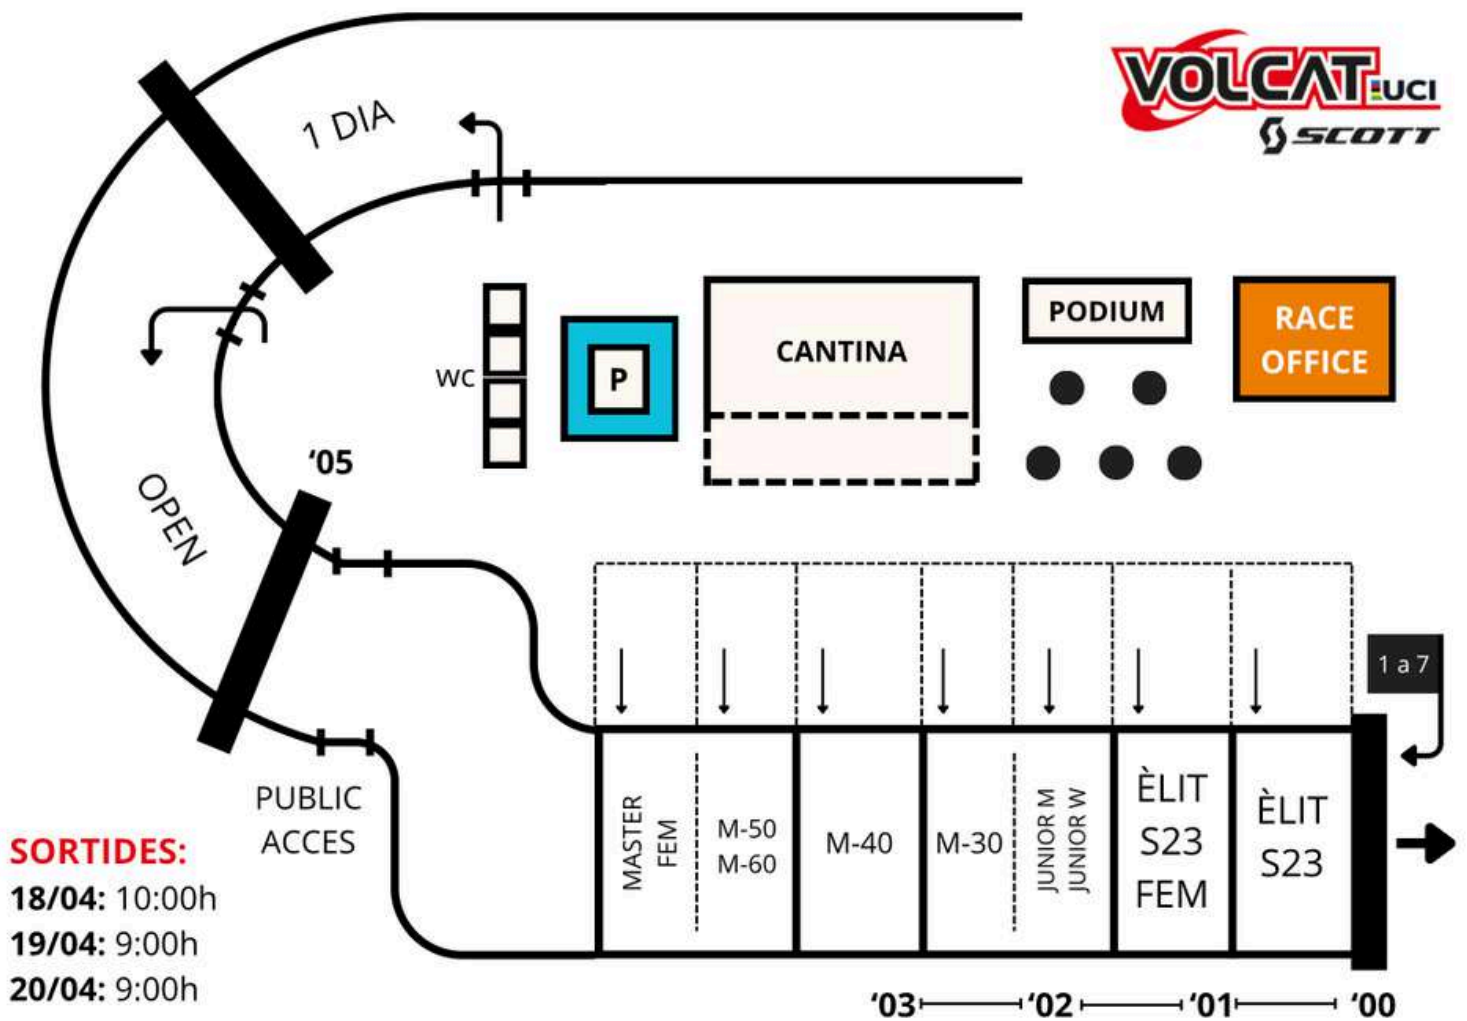 VOLCAT UCI
SCOTT
1 DIA
WC
P
CANTINA
PODIUM
RACE
OFFICE
‘05
OPEN
1 a 7
PUBLIC
ACCES
MASTER
FEM
M-50
M-60
M-40
M-30
JUNIOR M
JUNIOR W
ÈLIT
S23
FEM
ÈLIT
S23
SORTIDES:
18/04: 10:00h
19/04: 9:00h
20/04: 9:00h
‘03 ‘02 ‘01 ‘00